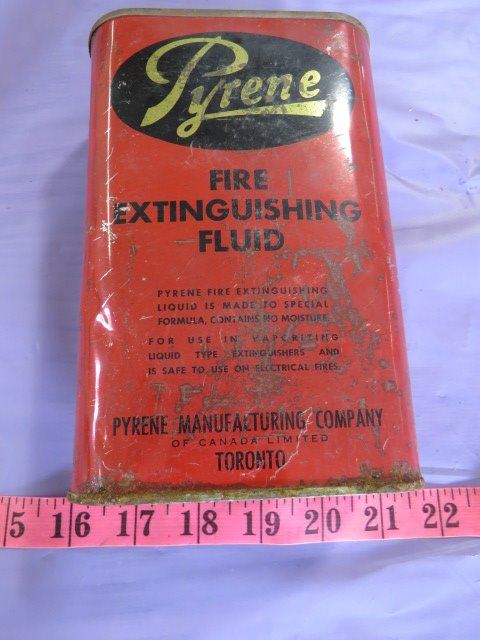 Pyrene
FIRE
EXTINGUISHING
FLUID
PYRENE FIRE EXTINGUISHING
LIQUID IS MADE TO SPECIAL
FORMULA, CONTAINS NO MOISTURE.
FOR USE IN VAPORIZING
LIQUID TYPE EXTINGUISHERS AND
IS SAFE TO USE ON ELECTRICAL FIRES.
PYRENE MANUFACTURING COMPANY
OF CANADA LIMITED
TORONTO
5 16 17 18 19 20 21 22